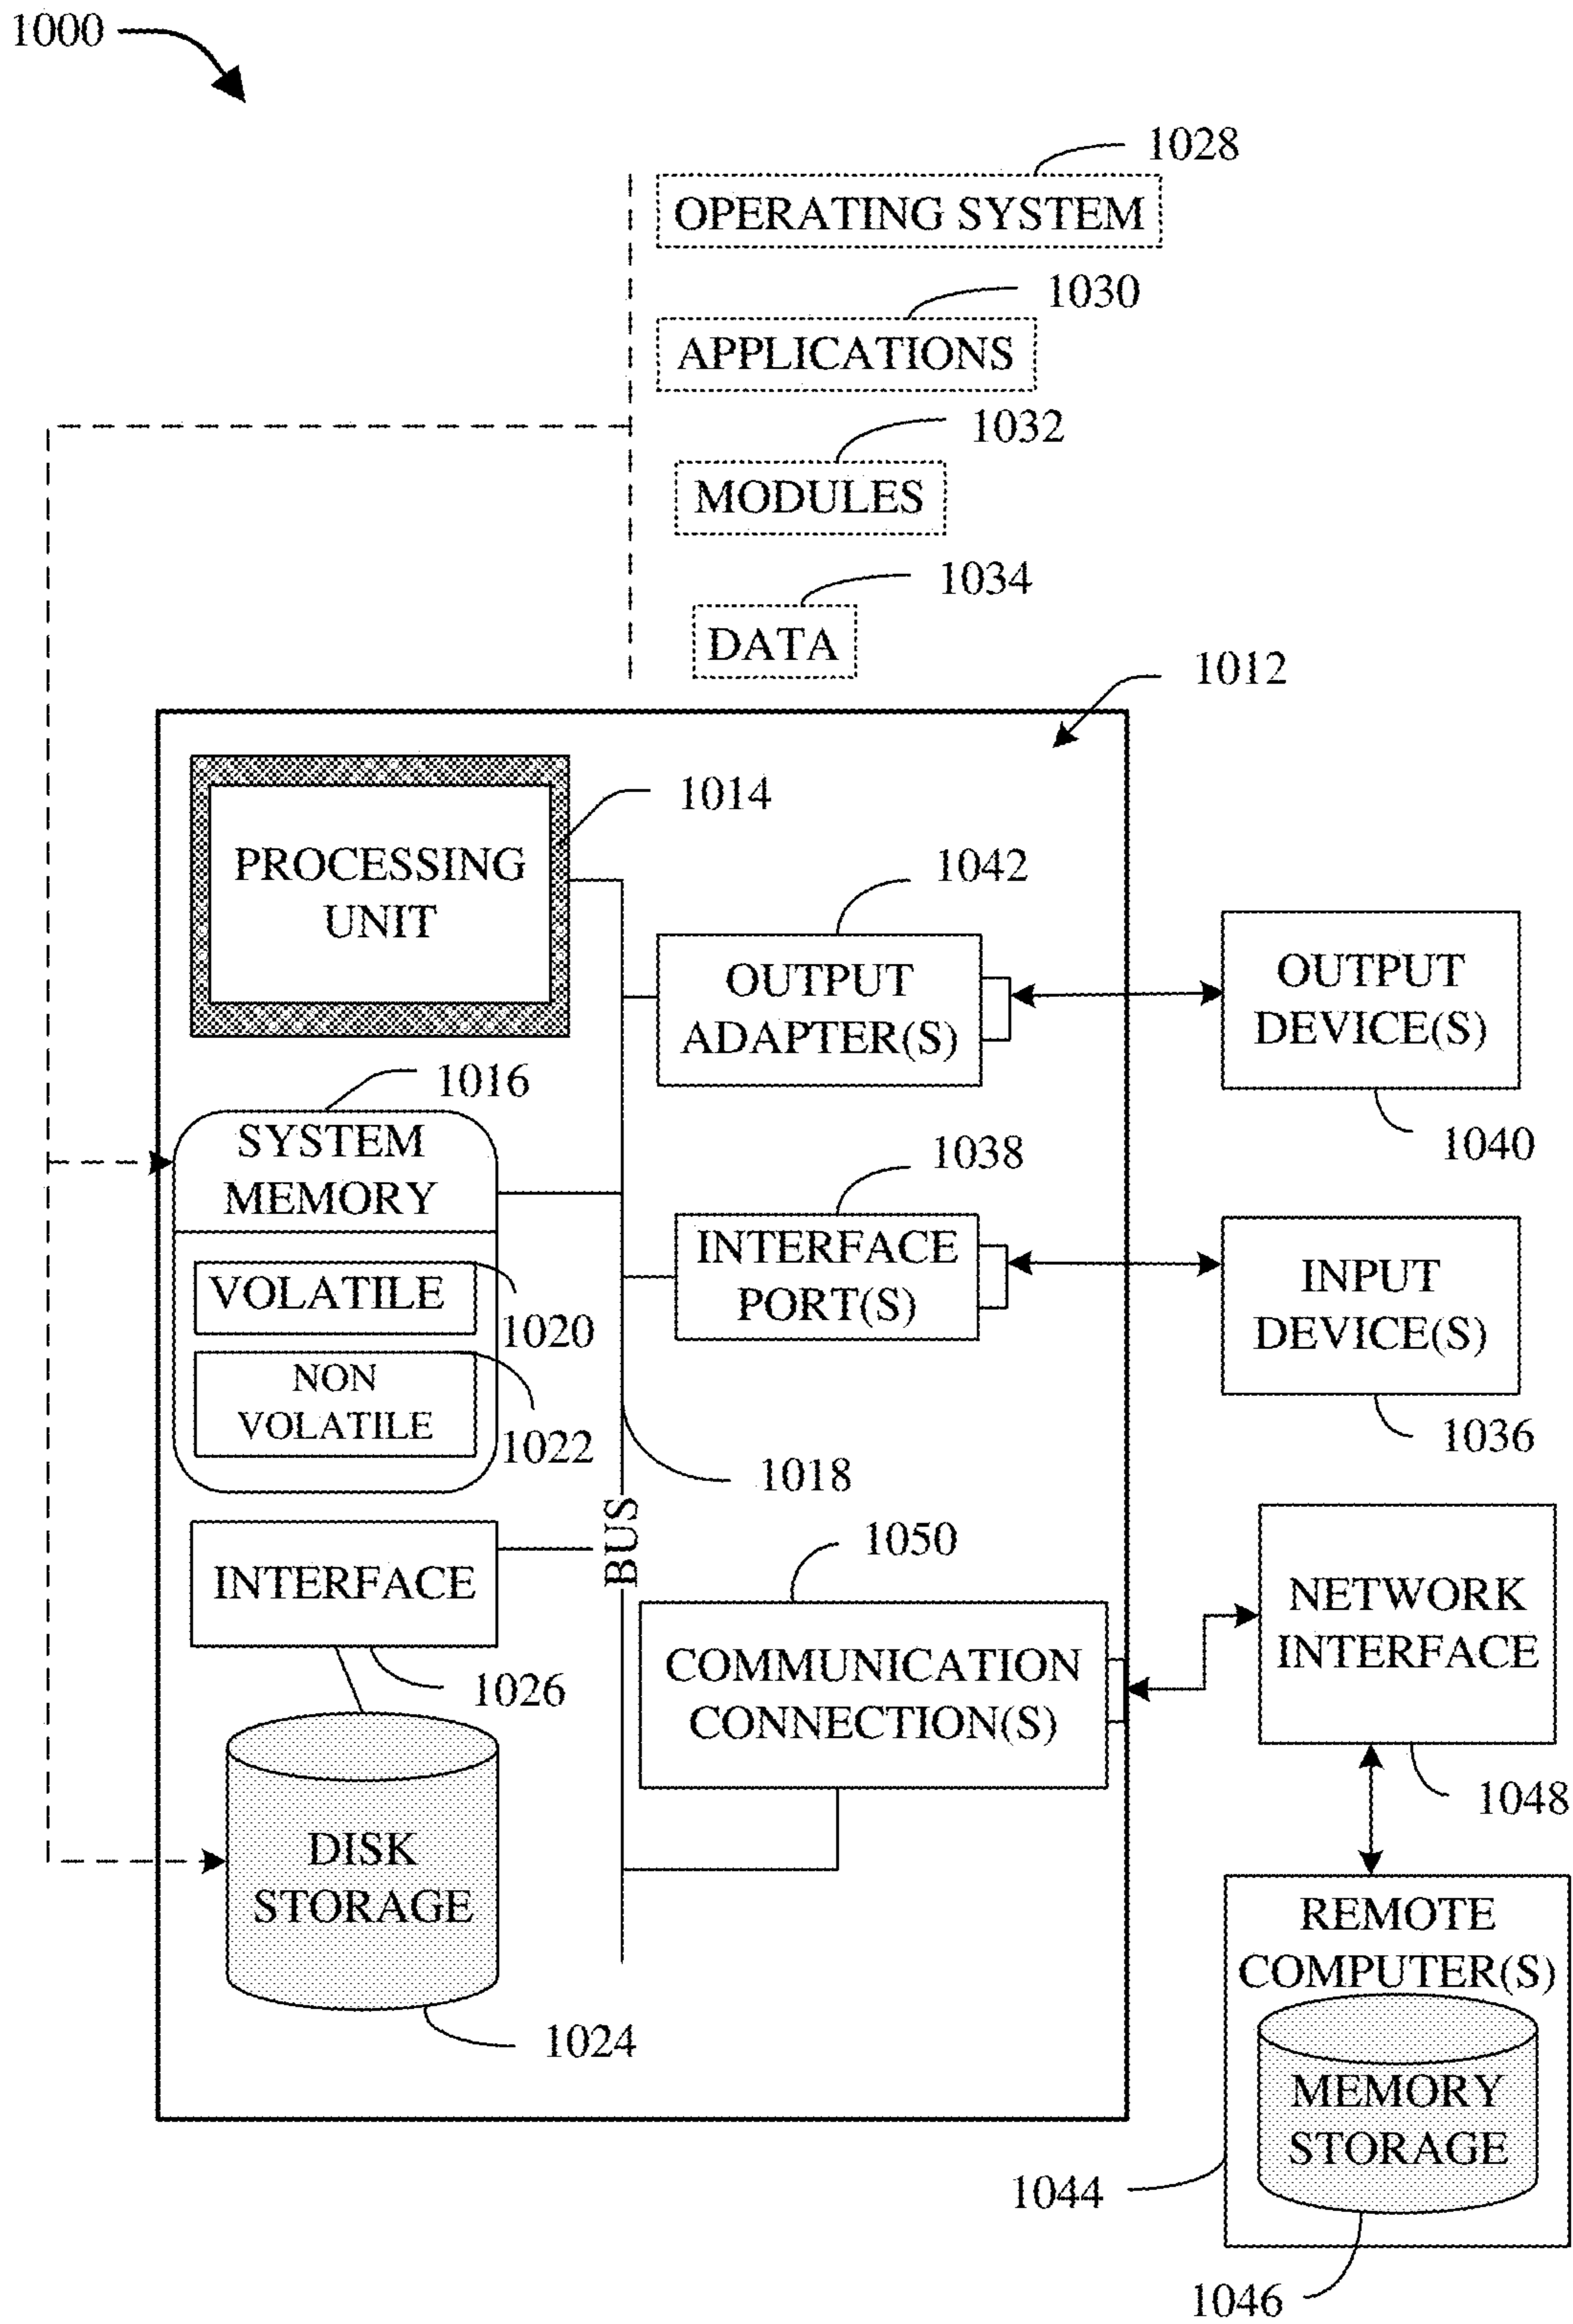 1000
1028
OPERATING SYSTEM
1030
APPLICATIONS
1032
MODULES
1034
DATA
1012
1014
PROCESSING
UNIT
1042
OUTPUT
ADAPTER(S)
OUTPUT
DEVICE(S)
1040
1016
SYSTEM
MEMORY
VOLATILE
1020
NON
VOLATILE
1022
1038
INTERFACE
PORT(S)
INPUT
DEVICE(S)
1036
1018
BUS
INTERFACE
1026
1050
COMMUNICATION
CONNECTION(S)
NETWORK
INTERFACE
1048
DISK
STORAGE
1024
REMOTE
COMPUTER(S)
MEMORY
STORAGE
1044
1046